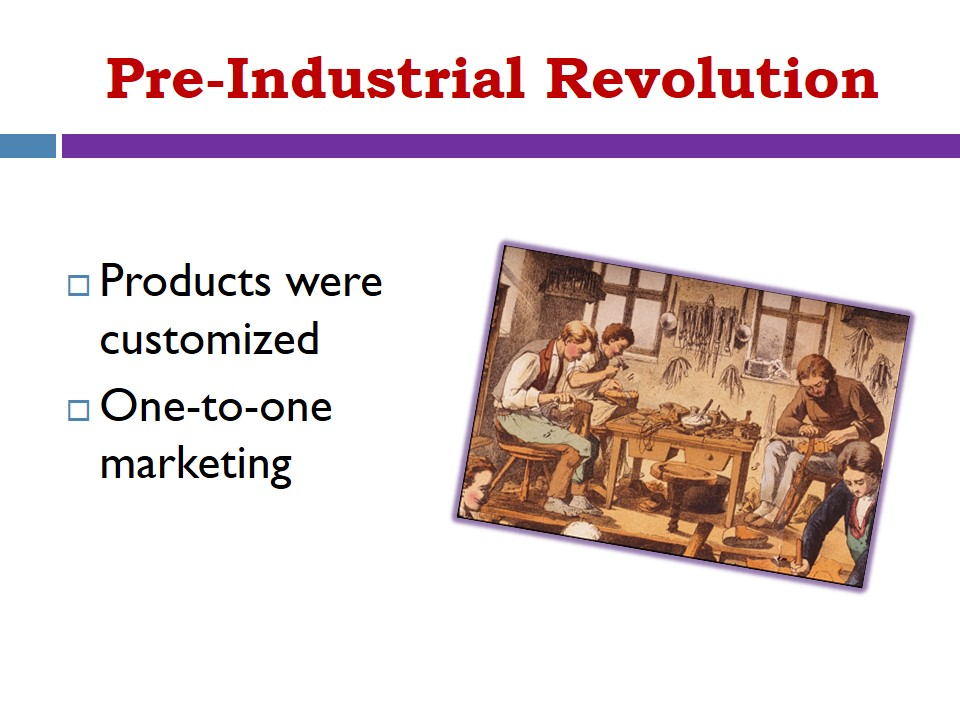 Pre-Industrial Revolution
Products were
customized
One-to-one
marketing